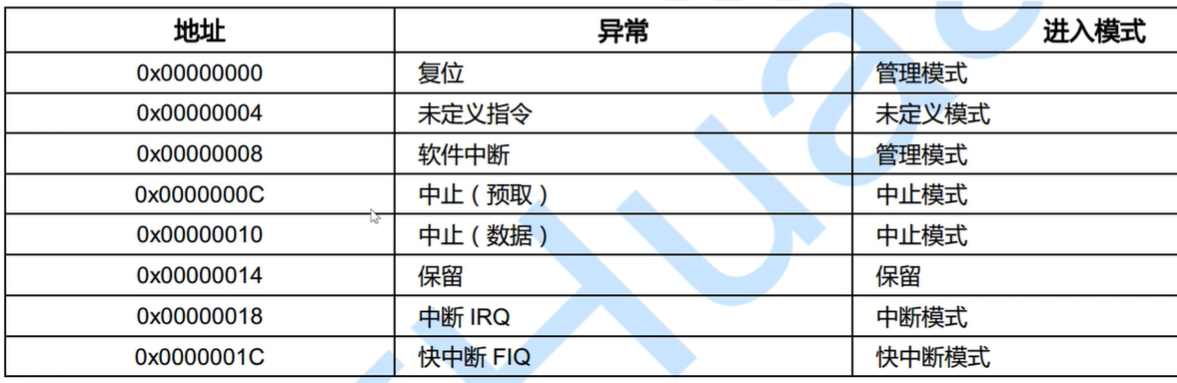 地址 异常 进入模式
0x00000000 复位 管理模式
0x00000004 未定义指令 未定义模式
0x00000008 软件中断 管理模式
0x0000000C 中止（预取） 中止模式
0x00000010 中止（数据） 中止模式
0x00000014 保留 保留
0x00000018 中断 IRQ 中断模式
0x0000001C 快中断 FIQ 快中断模式